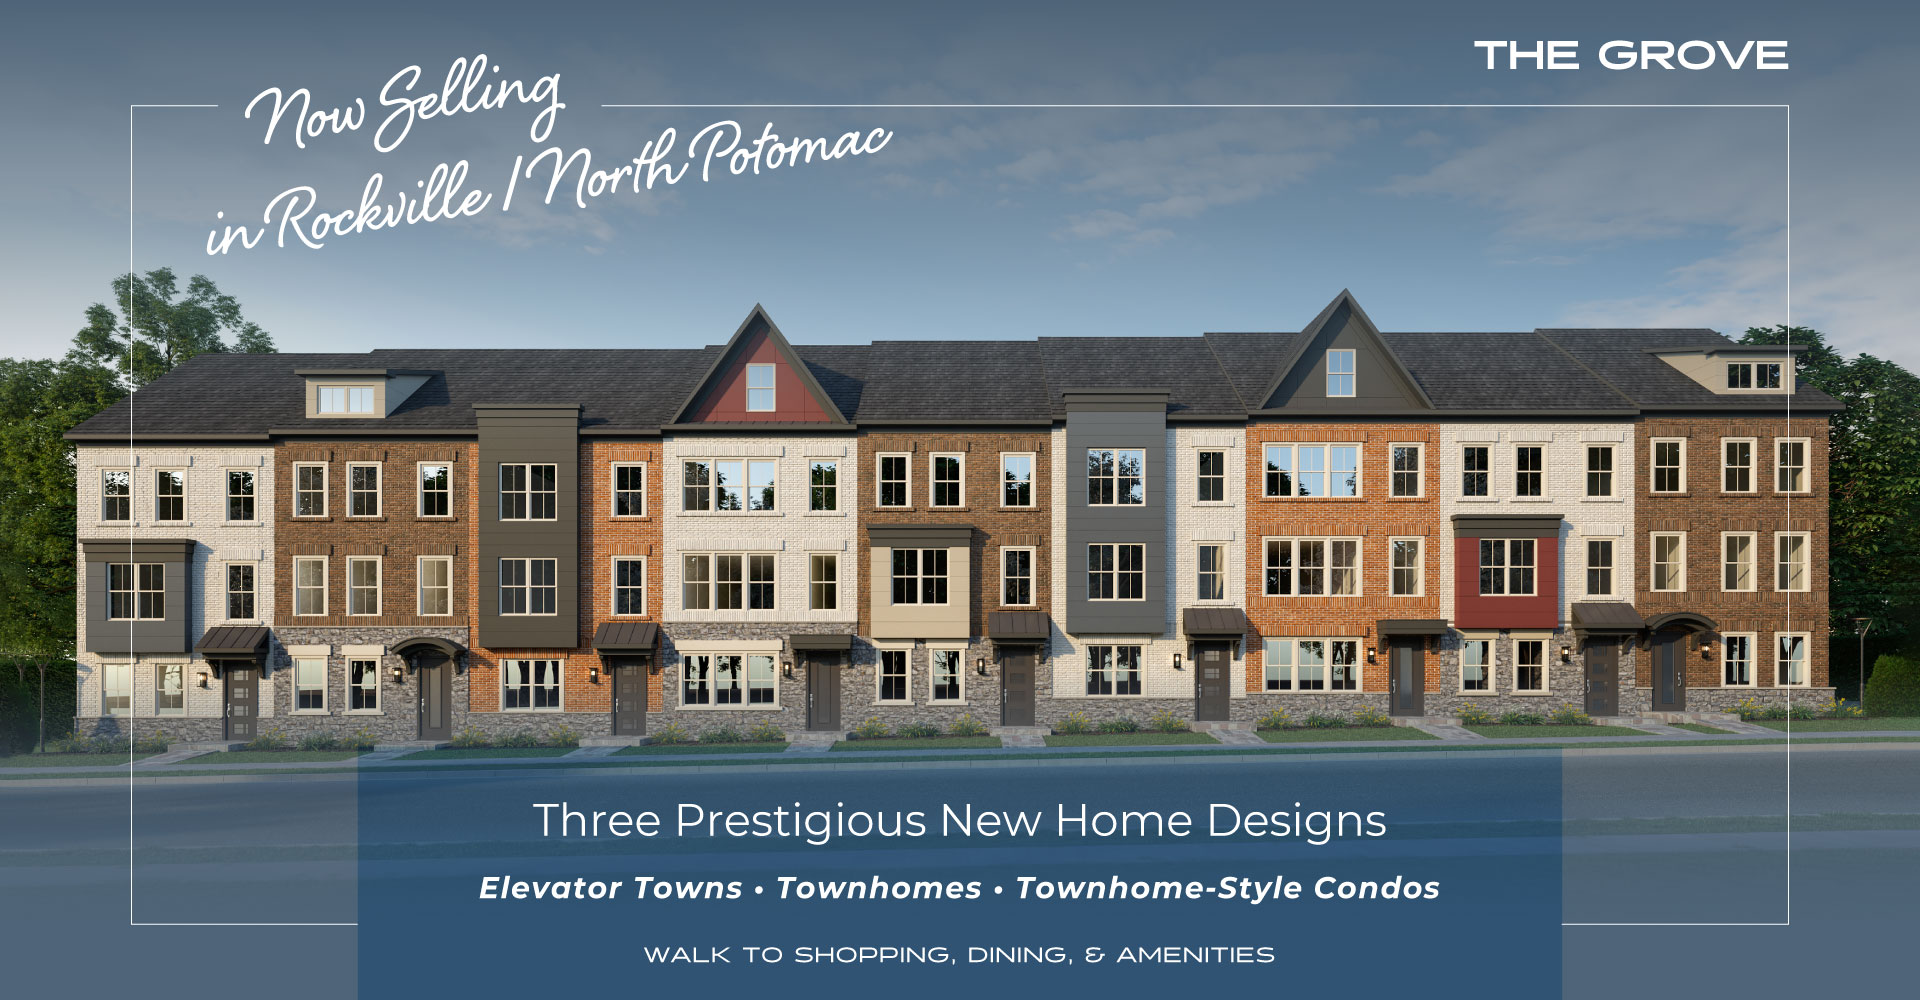 THE GROVE
Now Selling
in Rockville / North Potomac
Three Prestigious New Home Designs
Elevator Towns • Townhomes • Townhome-Style Condos
WALK TO SHOPPING, DINING, & AMENITIES